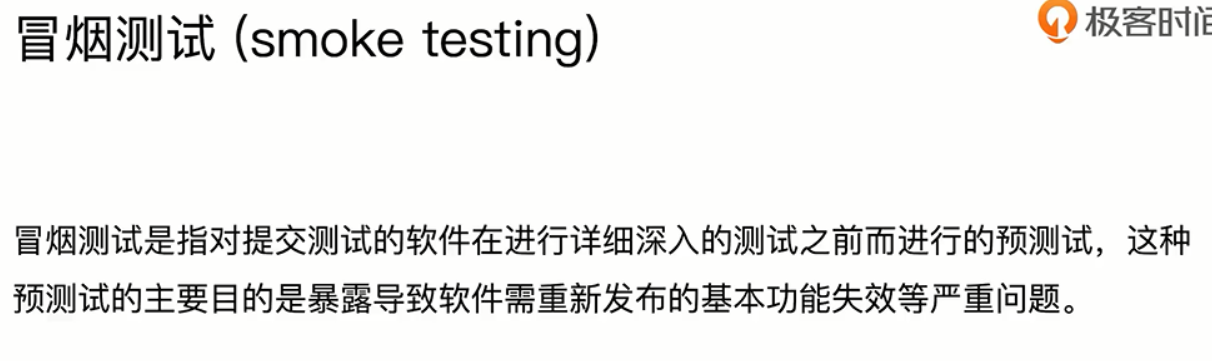 冒烟测试 (smoke testing)
极客时间
冒烟测试是指对提交测试的软件在进行详细深入的测试之前而进行的预测试，这种
预测试的主要目的是暴露导致软件需重新发布的基本功能失效等严重问题。